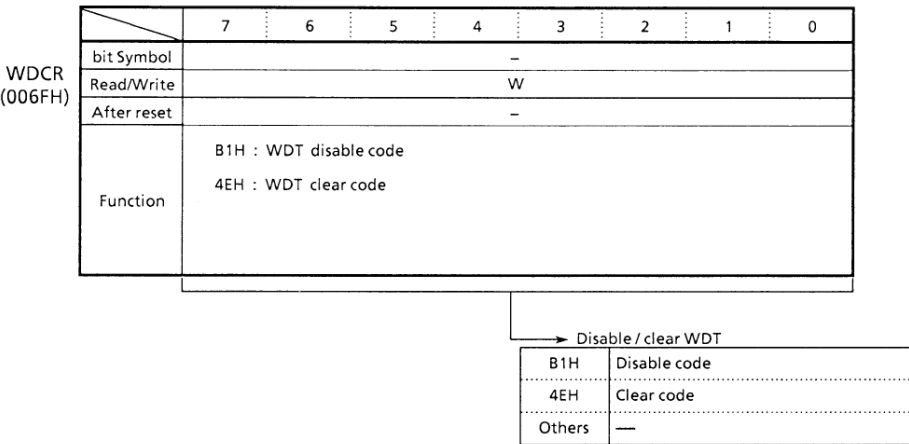 7 6 5 4 3 2 1 0
WDCR
(006FH)
bit Symbol –
Read/Write W
After reset –
Function
B1H : WDT disable code
4EH : WDT clear code
Disable / clear WDT
B1H Disable code
4EH Clear code
Others —